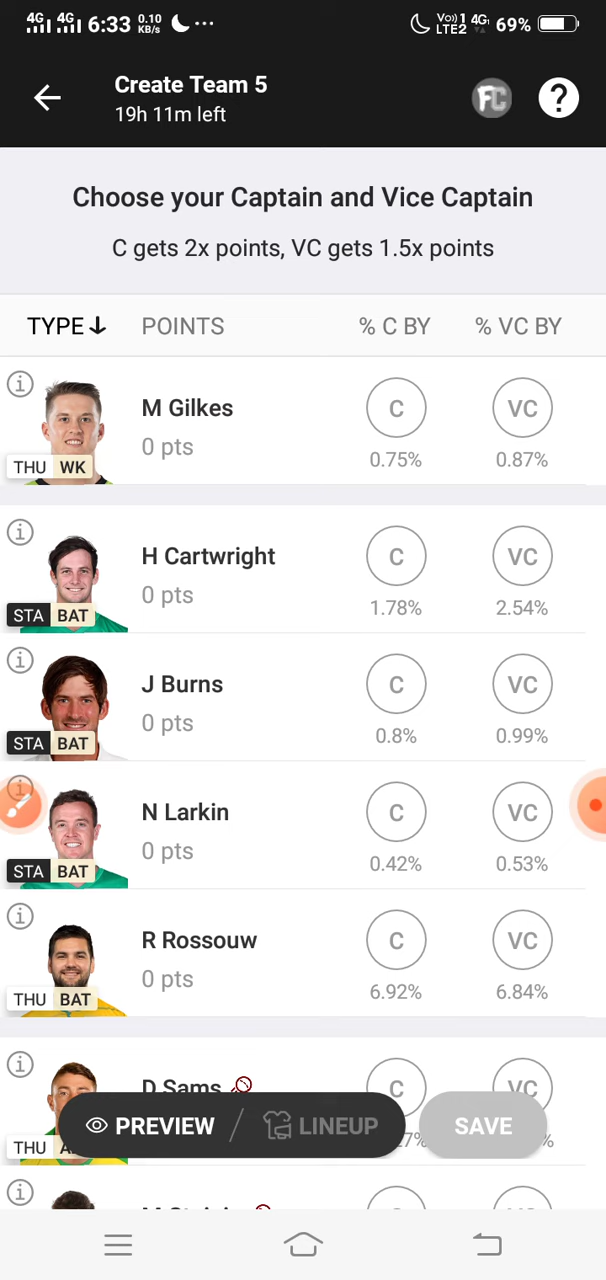 4G 4G 6:33 0.10 KB/s ... Vo) 1 LTE2 4G 69%
Create Team 5
19h 11m left
FC ?
Choose your Captain and Vice Captain
C gets 2x points, VC gets 1.5x points
TYPE POINTS % C BY % VC BY
M Gilkes C VC
0 pts
0.75% 0.87%
THU WK
H Cartwright C VC
0 pts
1.78% 2.54%
STA BAT
J Burns C VC
0 pts
0.8% 0.99%
STA BAT
N Larkin C VC
0 pts
0.42% 0.53%
STA BAT
R Rossouw C VC
0 pts
6.92% 6.84%
THU BAT
D Sams C VC
PREVIEW / LINEUP SAVE
THU